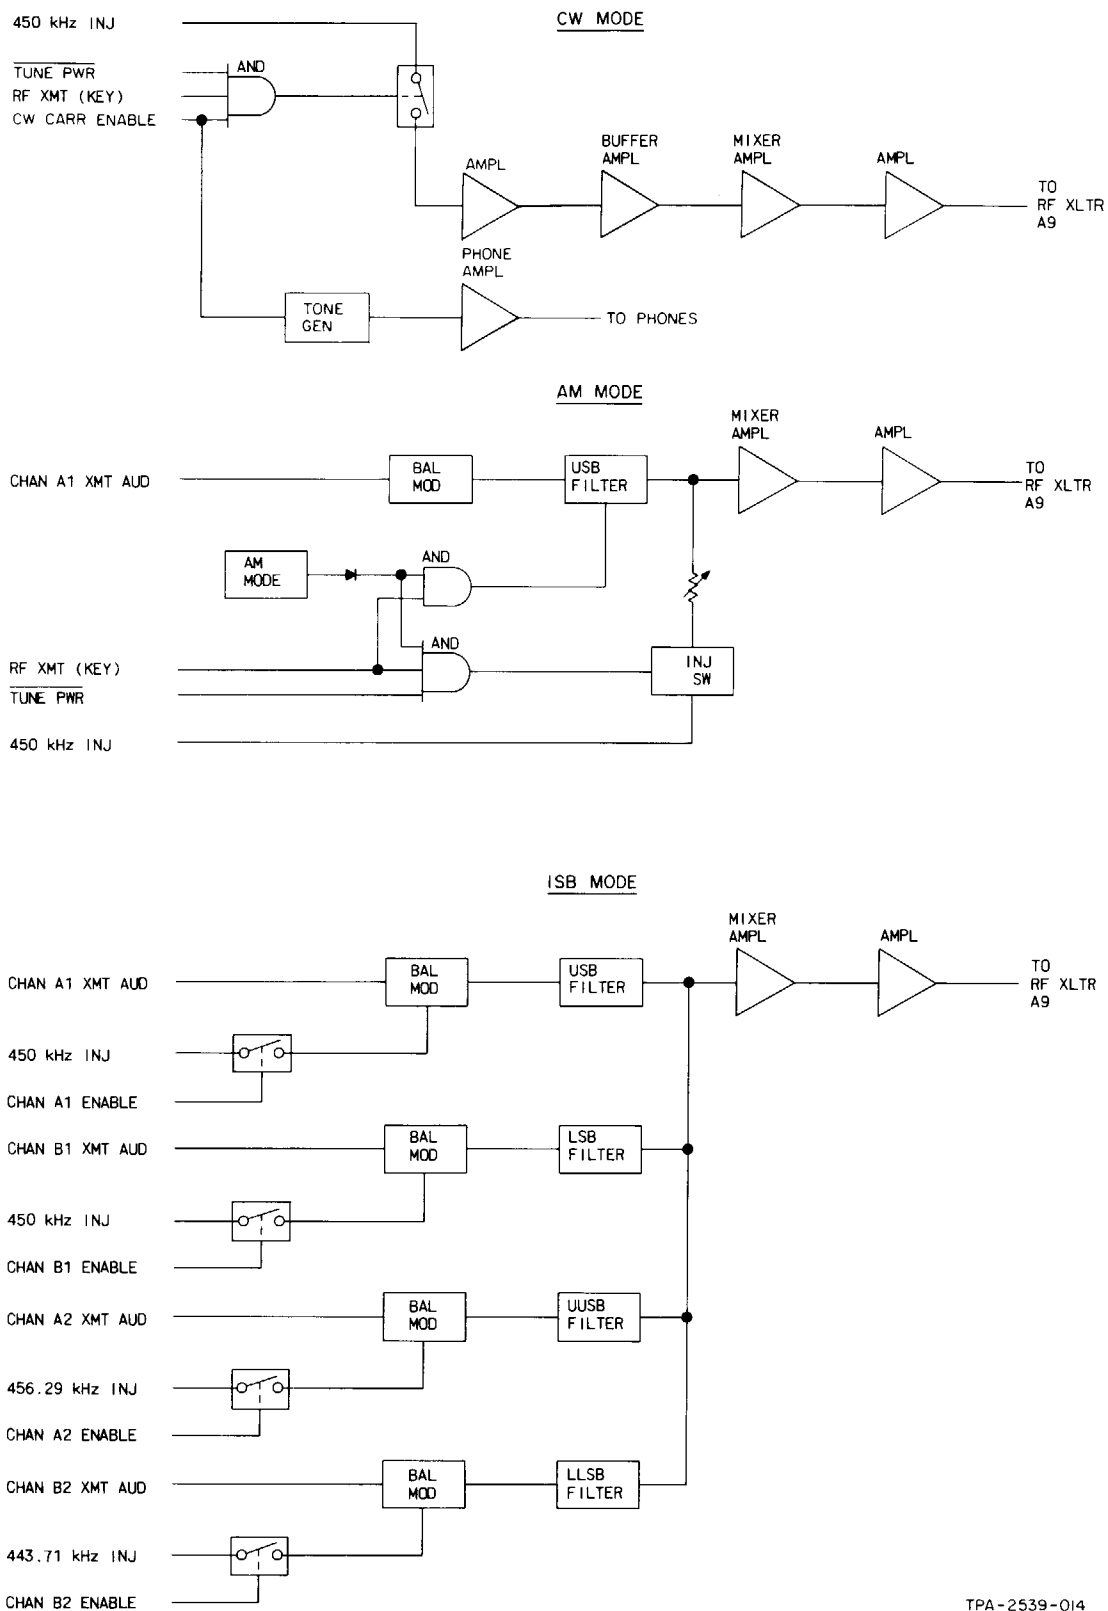 CW MODE
450 kHz INJ
TUNE PWR
RF XMT (KEY)
CW CARR ENABLE
AND
AMPL
BUFFER
AMPL
MIXER
AMPL
AMPL
TO
RF XLTR
A9
PHONE
AMPL
TONE
GEN
TO PHONES
AM MODE
CHAN A1 XMT AUD
BAL
MOD
USB
FILTER
MIXER
AMPL
AMPL
TO
RF XLTR
A9
AM
MODE
AND
AND
RF XMT (KEY)
TUNE PWR
INJ
SW
450 kHz INJ
ISB MODE
CHAN A1 XMT AUD
BAL
MOD
USB
FILTER
MIXER
AMPL
AMPL
TO
RF XLTR
A9
450 kHz INJ
CHAN A1 ENABLE
CHAN B1 XMT AUD
BAL
MOD
LSB
FILTER
450 kHz INJ
CHAN B1 ENABLE
CHAN A2 XMT AUD
BAL
MOD
UUSB
FILTER
456.29 kHz INJ
CHAN A2 ENABLE
CHAN B2 XMT AUD
BAL
MOD
LLSB
FILTER
443.71 kHz INJ
CHAN B2 ENABLE
TPA-2539-014